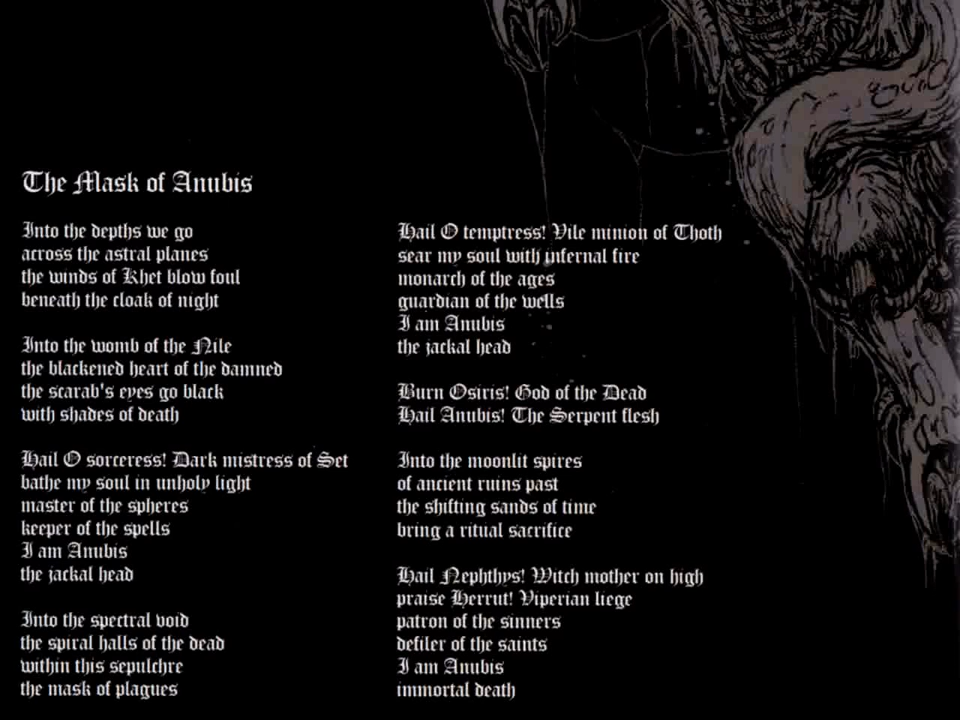 The Mask of Anubis
Into the depths we go
across the astral planes
the winds of Khet blow foul
beneath the cloak of night
Into the womb of the Nile
the blackened heart of the damned
the scarab's eyes go black
with shades of death
Hail O sorceress! Dark mistress of Set
bathe my soul in unholy light
master of the spheres
keeper of the spells
I am Anubis
the jackal head
Into the spectral void
the spiral halls of the dead
within this sepulchre
the mask of plagues
Hail O temptress! Vile minion of Thoth
sear my soul with infernal fire
monarch of the ages
guardian of the wells
I am Anubis
the jackal head
Burn Osiris! God of the Dead
Hail Anubis! The Serpent flesh
Into the moonlit spires
of ancient ruins past
the shifting sands of time
bring a ritual sacrifice
Hail Nephthys! Witch mother on high
praise Herrut! Viperian liege
patron of the sinners
defiler of the saints
I am Anubis
immortal death